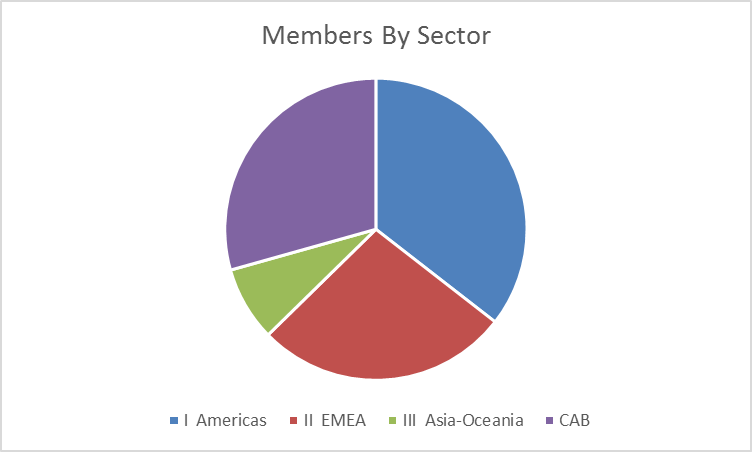 Members By Sector
I  Americas II  EMEA III  Asia-Oceania CAB